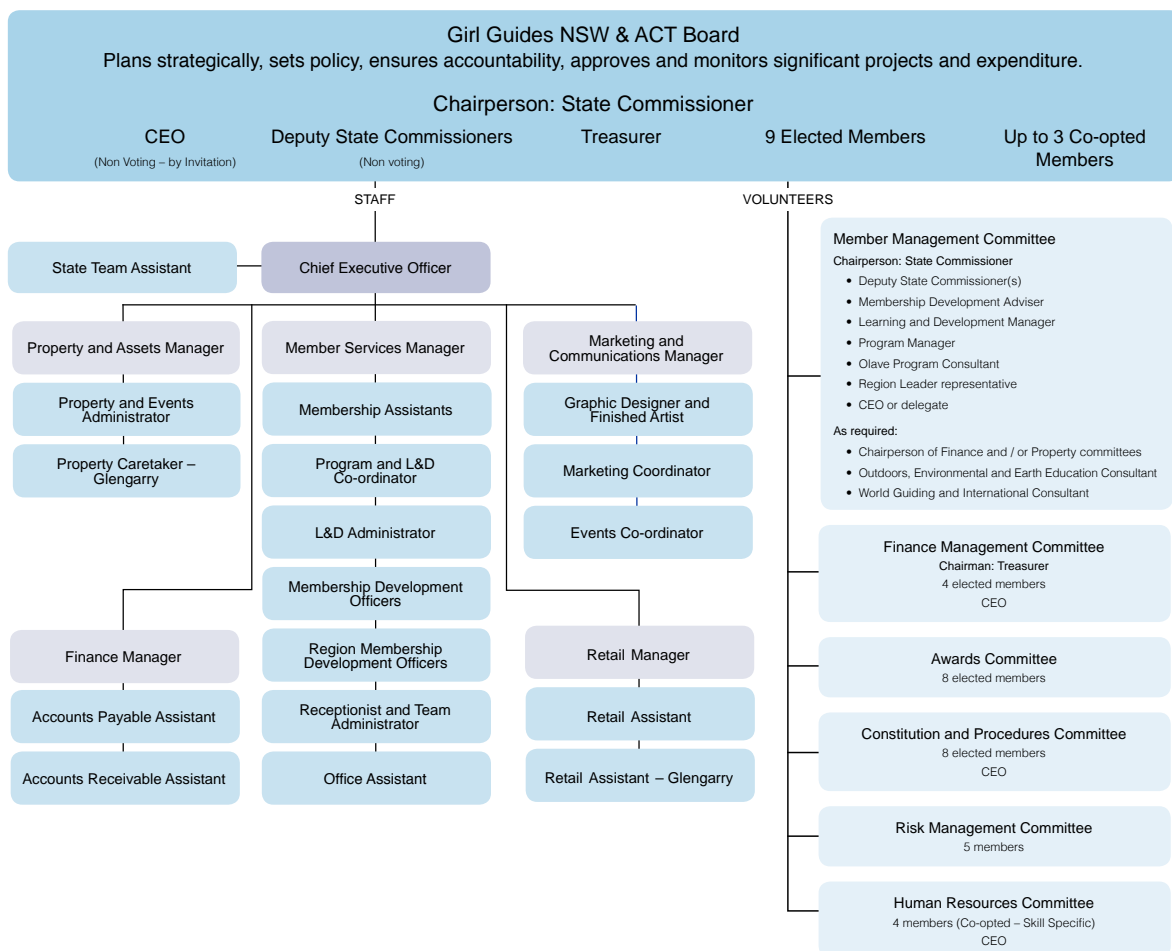 Girl Guides NSW & ACT Board
Plans strategically, sets policy, ensures accountability, approves and monitors significant projects and expenditure.
Chairperson: State Commissioner
CEO
(Non Voting – by Invitation)
Deputy State Commissioners
(Non voting)
Treasurer
9 Elected Members
Up to 3 Co-opted
Members
STAFF
State Team Assistant
Chief Executive Officer
Property and Assets Manager
Property and Events
Administrator
Property Caretaker –
Glengarry
Member Services Manager
Membership Assistants
Program and L&D
Co-ordinator
L&D Administrator
Membership Development
Officers
Region Membership
Development Officers
Receptionist and Team
Administrator
Office Assistant
Marketing and
Communications Manager
Graphic Designer and
Finished Artist
Marketing Coordinator
Events Co-ordinator
Finance Manager
Accounts Payable Assistant
Accounts Receivable Assistant
Retail Manager
Retail Assistant
Retail Assistant – Glengarry
VOLUNTEERS
Member Management Committee
Chairperson: State Commissioner
• Deputy State Commissioner(s)
• Membership Development Adviser
• Learning and Development Manager
• Program Manager
• Olave Program Consultant
• Region Leader representative
• CEO or delegate
As required:
• Chairperson of Finance and / or Property committees
• Outdoors, Environmental and Earth Education Consultant
• World Guiding and International Consultant
Finance Management Committee
Chairman: Treasurer
4 elected members
CEO
Awards Committee
8 elected members
Constitution and Procedures Committee
8 elected members
CEO
Risk Management Committee
5 members
Human Resources Committee
4 members (Co-opted – Skill Specific)
CEO